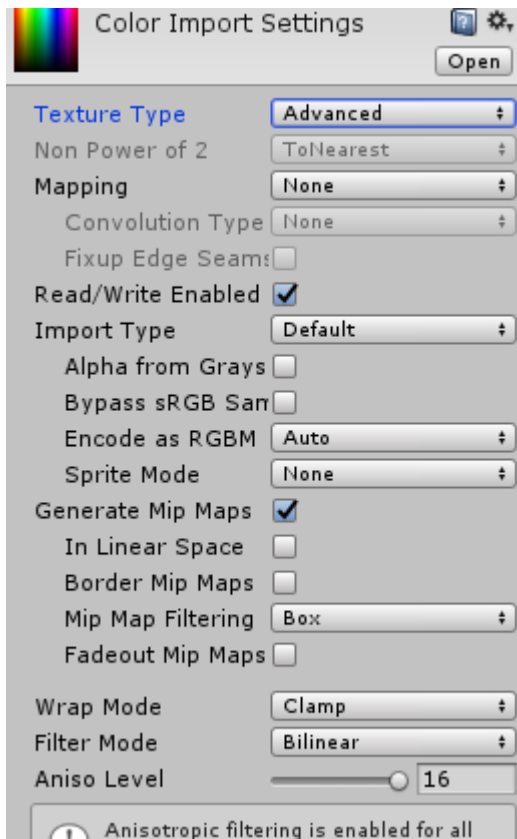 Color Import Settings
Open
Texture Type Advanced
Non Power of 2 ToNearest
Mapping None
Convolution Type None
Fixup Edge Seams
Read/Write Enabled
Import Type Default
Alpha from Grays
Bypass sRGB Sam
Encode as RGBM Auto
Sprite Mode None
Generate Mip Maps
In Linear Space
Border Mip Maps
Mip Map Filtering Box
Fadeout Mip Maps
Wrap Mode Clamp
Filter Mode Bilinear
Aniso Level 16
Anisotropic filtering is enabled for all